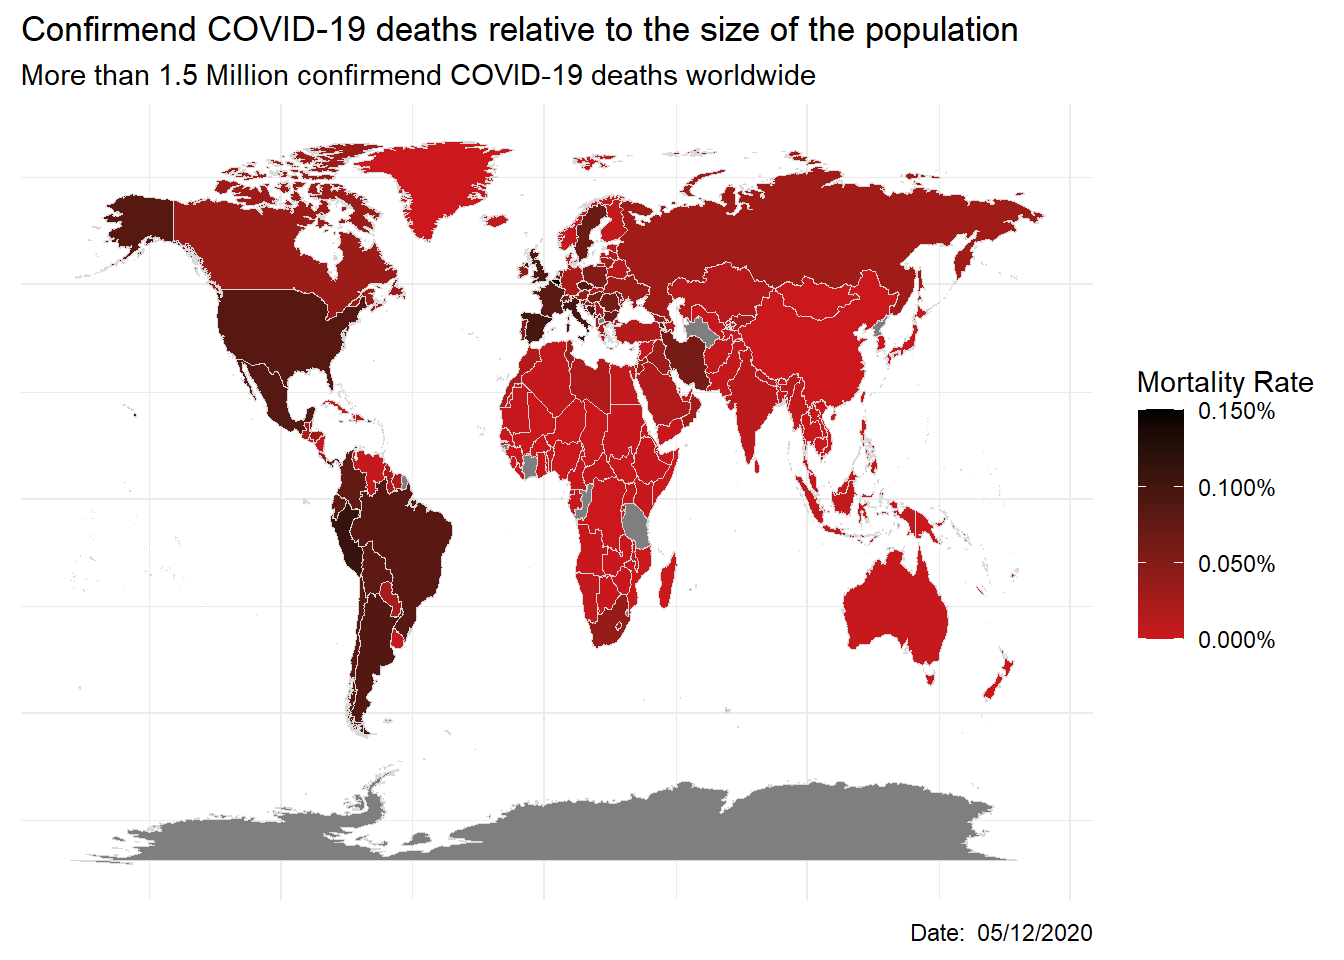 Confirmend COVID-19 deaths relative to the size of the population
More than 1.5 Million confirmend COVID-19 deaths worldwide
Mortality Rate
0.150%
0.100%
0.050%
0.000%
Date:  05/12/2020